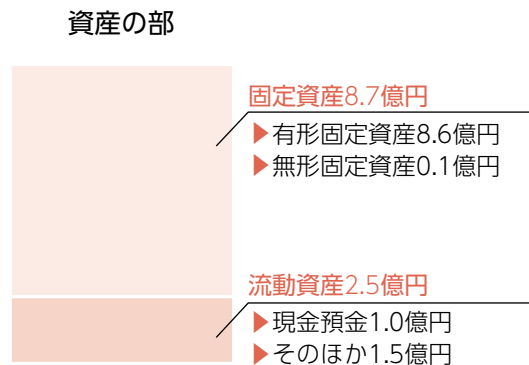 資産の部
固定資産8.7億円
▶有形固定資産8.6億円
▶無形固定資産0.1億円
流動資産2.5億円
▶現金預金1.0億円
▶そのほか1.5億円